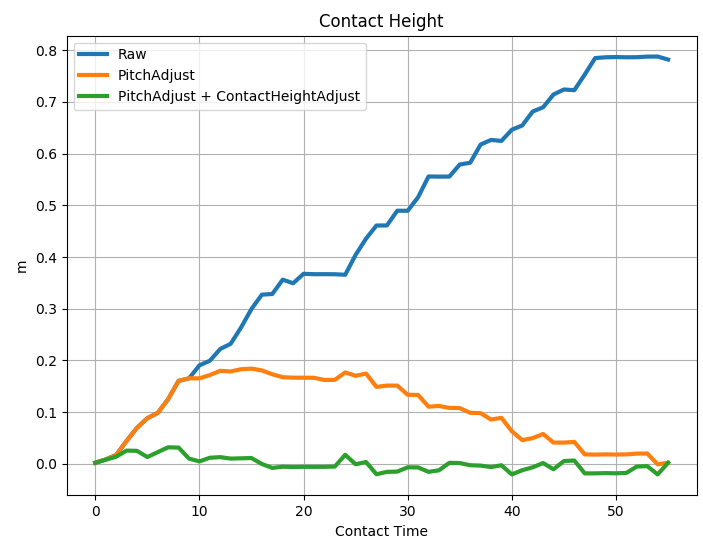 Contact Height
Raw
PitchAdjust
PitchAdjust + ContactHeightAdjust
m
0.8
0.7
0.6
0.5
0.4
0.3
0.2
0.1
0.0
0 10 20 30 40 50
Contact Time